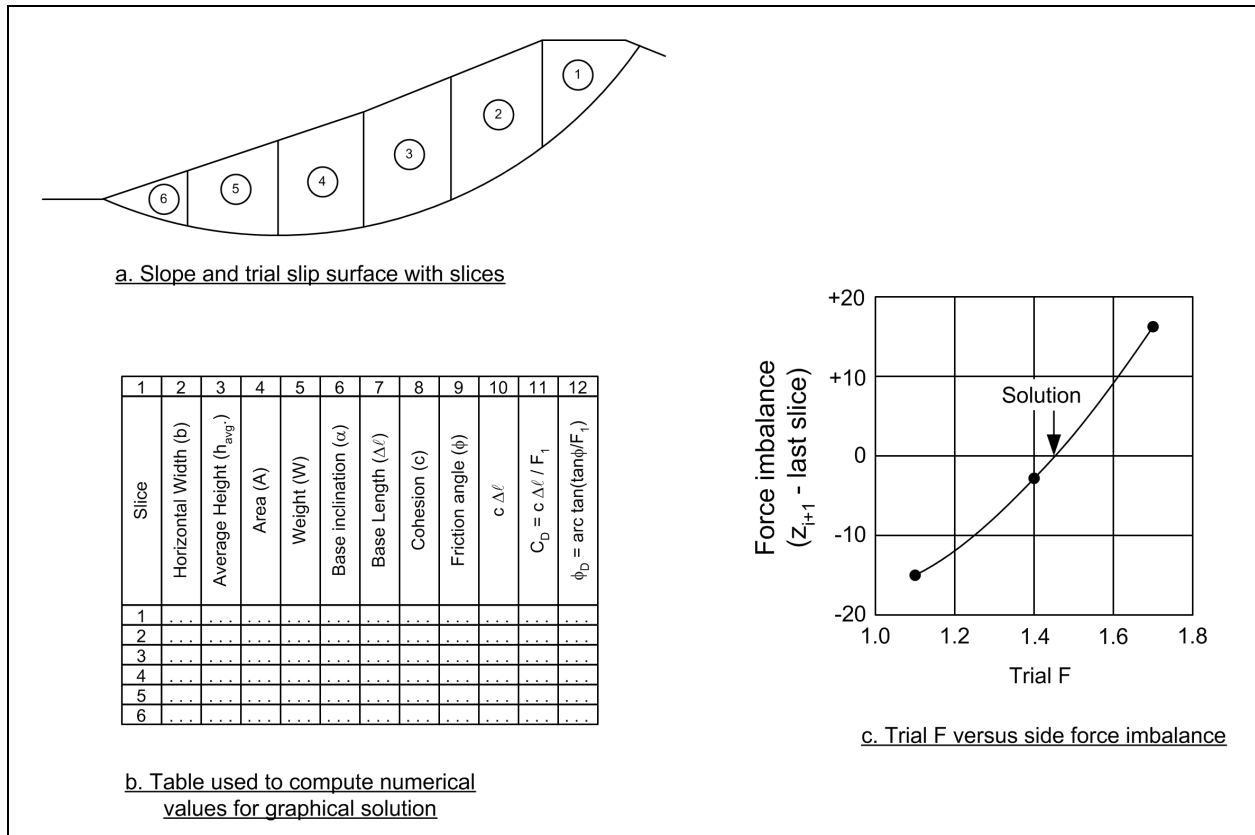 1
2
3
4
5
6
a. Slope and trial slip surface with slices
1 2 3 4 5 6 7 8 9 10 11 12
Slice
Horizontal Width (b)
Average Height (h_avg.)
Area (A)
Weight (W)
Base inclination (α)
Base Length (Δℓ)
Cohesion (c)
Friction angle (ϕ)
c Δℓ
C_D = c Δℓ / F_1
ϕ_D = arc tan(tanϕ/F_1)
1 . . . . . . . . . . . . . . . . . . . . . . . . . . . . . . . . .
2 . . . . . . . . . . . . . . . . . . . . . . . . . . . . . . . . .
3 . . . . . . . . . . . . . . . . . . . . . . . . . . . . . . . . .
4 . . . . . . . . . . . . . . . . . . . . . . . . . . . . . . . . .
5 . . . . . . . . . . . . . . . . . . . . . . . . . . . . . . . . .
6 . . . . . . . . . . . . . . . . . . . . . . . . . . . . . . . . .
b. Table used to compute numerical
values for graphical solution
Force imbalance
(z_i+1 - last slice)
+20
+10
0
-10
-20
Solution
1.0 1.2 1.4 1.6 1.8
Trial F
c. Trial F versus side force imbalance